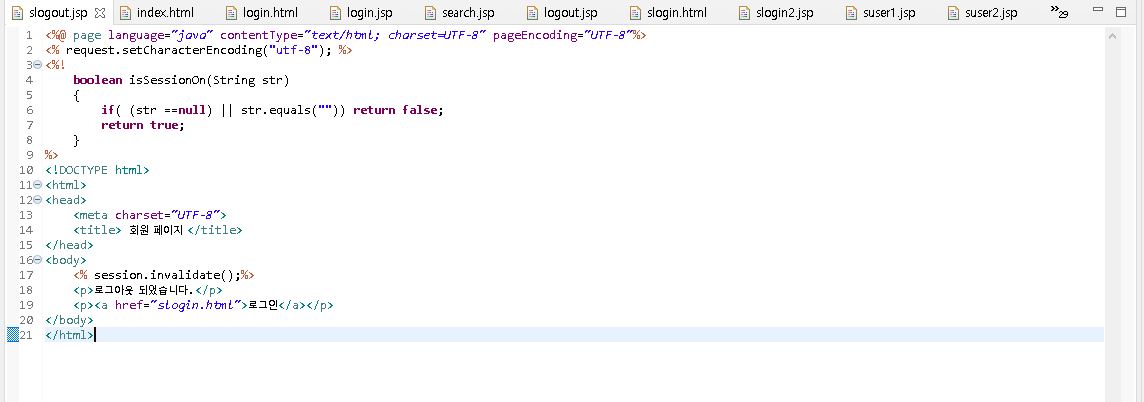 slogout.jsp index.html login.html login.jsp search.jsp logout.jsp slogin.html slogin2.jsp suser1.jsp suser2.jsp »29
1 <%@ page language="java" contentType="text/html; charset=UTF-8" pageEncoding="UTF-8"%>
2 <% request.setCharacterEncoding("utf-8"); %>
3 <%!
4 boolean isSessionOn(String str)
5 {
6 if( (str ==null) || str.equals("")) return false;
7 return true;
8 }
9 %>
10 <!DOCTYPE html>
11 <html>
12 <head>
13 <meta charset="UTF-8">
14 <title> 회원 페이지 </title>
15 </head>
16 <body>
17 <% session.invalidate();%>
18 <p>로그아웃 되었습니다.</p>
19 <p><a href="slogin.html">로그인</a></p>
20 </body>
21 </html>